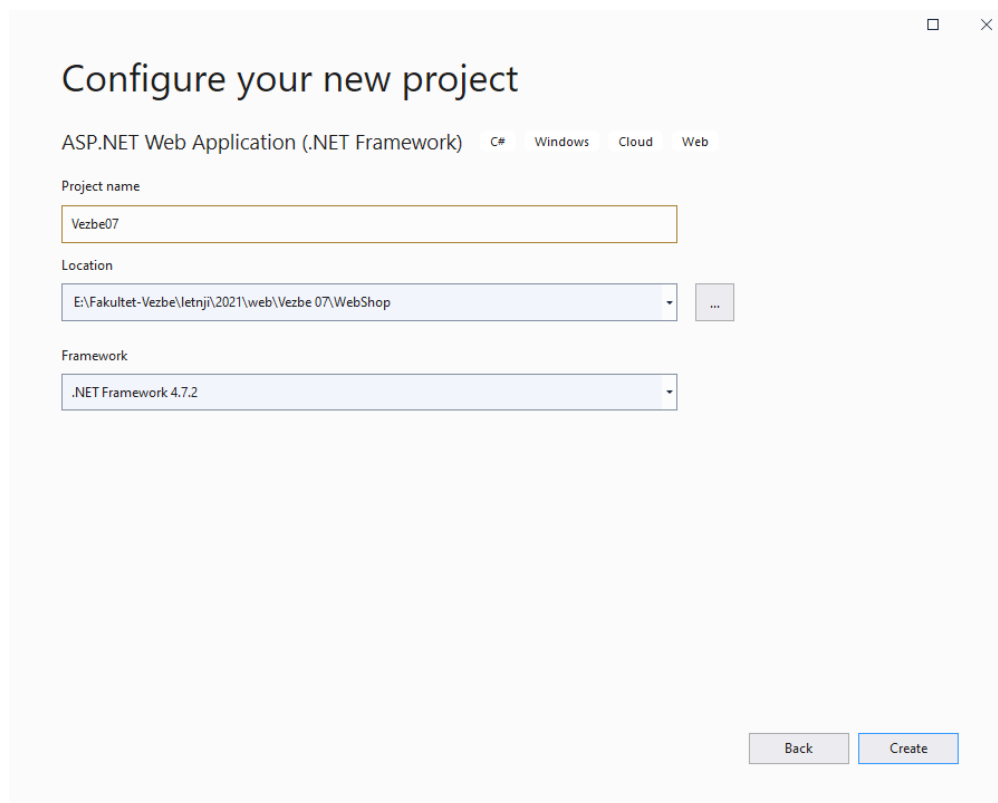 Configure your new project
ASP.NET Web Application (.NET Framework) C# Windows Cloud Web
Project name
Vezbe07
Location
E:\Fakultet-Vezbe\letnji\2021\web\Vezbe 07\WebShop
...
Framework
.NET Framework 4.7.2
Back Create